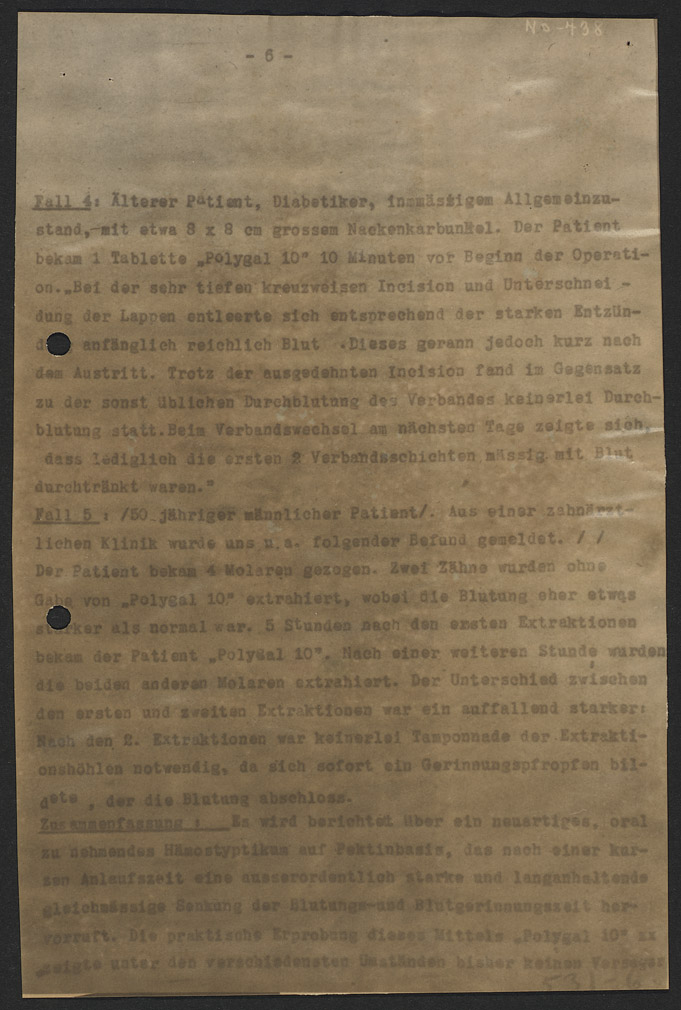 NO-438
- 6 -
Fall 4: Älterer Patient, Diabetiker, inmmässigem Allgemeinzu-
stand,-mit etwa 8 x 8 cm grossem Nackenkarbunkel. Der Patient
bekam 1 Tablette „Polygal 10" 10 Minuten vor Beginn der Operati-
on.„Bei der sehr tiefen kreuzweisen Incision und Unterschnei -
dung der Lappen entleerte sich entsprechend der starken Entzün-
anfänglich reichlich Blut .Dieses gerann jedoch kurz nach
dem Austritt. Trotz der ausgedehnten Incision fand im Gegensatz
zu der sonst üblichen Durchblutung des Verbandes keinerlei Durch-
blutung statt.Beim Verbandswechsel am nächsten Tage zeigte sich,
dass lediglich die ersten 2 Verbandsschichten mässig mit Blut
durchtränkt waren."
Fall 5 : /50 jähriger männlicher Patient/. Aus einer zahnärzt-
lichen Klinik wurde uns u.a. folgender Befund gemeldet. / /
Der Patient bekam 4 Molaren gezogen. Zwei Zähne wurden ohne
Gabe von „Polygal 10" extrahiert, wobei die Blutung eher etwas
stärker als normal war. 5 Stunden nach den ersten Extraktionen
bekam der Patient „Polygal 10". Nach einer weiteren Stunde wurden
die beiden anderen Molaren extrahiert. Der Unterschied zwischen
den ersten und zweiten Extraktionen war ein auffallend starker:
Nach den 2. Extraktionen war keinerlei Tamponnade der Extrakti-
onshöhlen notwendig, da sich sofort ein Gerinnungspfropfen bil-
dete , der die Blutung abschloss.
Zusammenfassung : Es wird berichtet über ein neuartiges, oral
zu nehmendes Hämostyptikum auf Pektinbasis, das nach einer kur-
zen Anlaufszeit eine ausserordentlich starke und langanhaltende
gleichmässige Senkung der Blutungs-und Blutgerinnungszeit her-
vorruft. Die praktische Erprobung dieses Mittels „Polygal 10" zx
zeigte unter den verschiedensten Umständen bisher keinen Versager